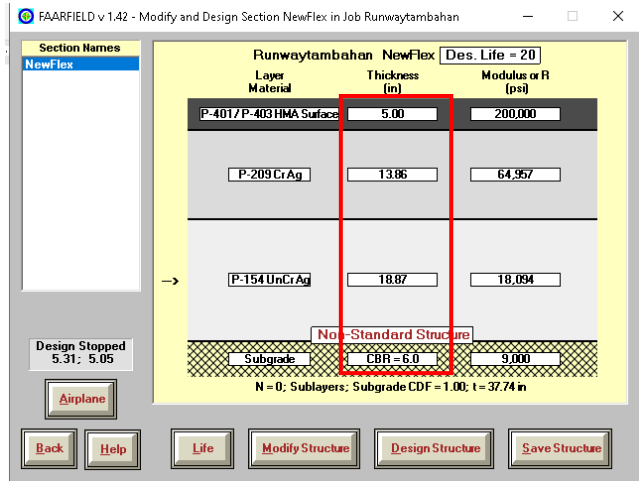 FAARFIELD v 1.42 - Modify and Design Section NewFlex in Job Runwaytambahan
Section Names
NewFlex
Runwaytambahan NewFlex Des. Life = 20
Layer Material Thickness (in) Modulus or R (psi)
P-401/ P-403 HMA Surface 5.00 200,000
P-209 CrAg 13.86 64,957
--> P-154 UnCrAg 18.87 18,094
Non-Standard Structure
Subgrade CBR = 6.0 9,000
N = 0; Sublayers; Subgrade CDF = 1.00; t = 37.74 in
Design Stopped
5.31; 5.05
Airplane
Back Help Life Modify Structure Design Structure Save Structure